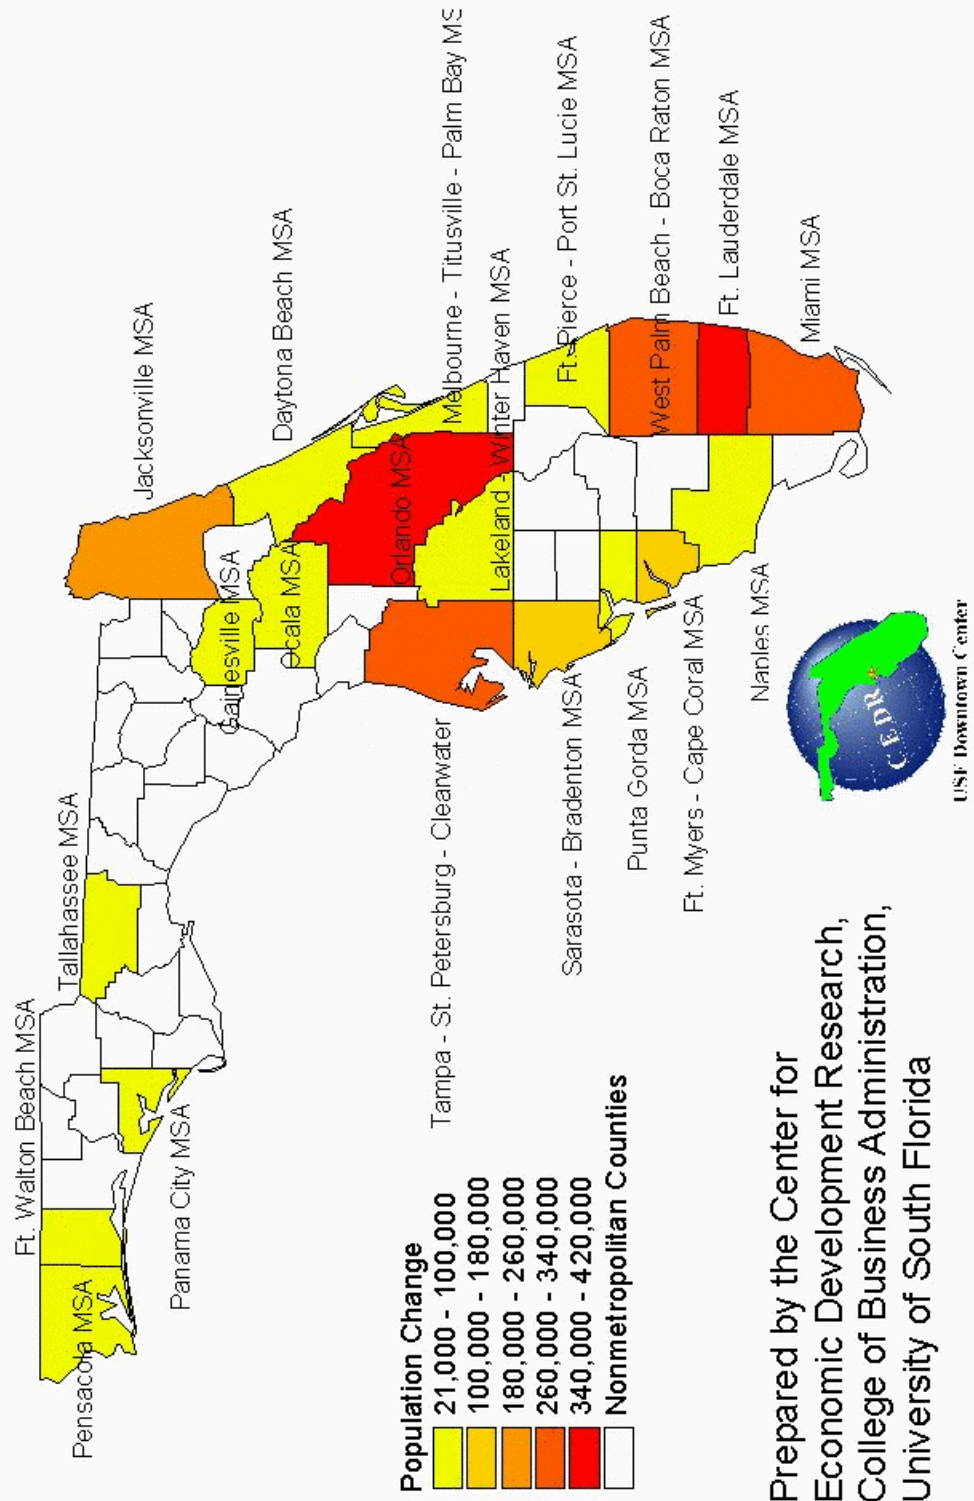 Pensacola MSA
Ft. Walton Beach MSA
Panama City MSA
Tallahassee MSA
Gainesville MSA
Ocala MSA
Jacksonville MSA
Daytona Beach MSA
Orlando MSA
Melbourne - Titusville - Palm Bay MS
Lakeland - Winter Haven MSA
Ft. Pierce - Port St. Lucie MSA
West Palm Beach - Boca Raton MSA
Ft. Lauderdale MSA
Miami MSA
Tampa - St. Petersburg - Clearwater
Sarasota - Bradenton MSA
Punta Gorda MSA
Ft. Myers - Cape Coral MSA
Naples MSA
Population Change
21,000 - 100,000
100,000 - 180,000
180,000 - 260,000
260,000 - 340,000
340,000 - 420,000
Nonmetropolitan Counties
Prepared by the Center for
Economic Development Research,
College of Business Administration,
University of South Florida
CEDR
USF Downtown Center